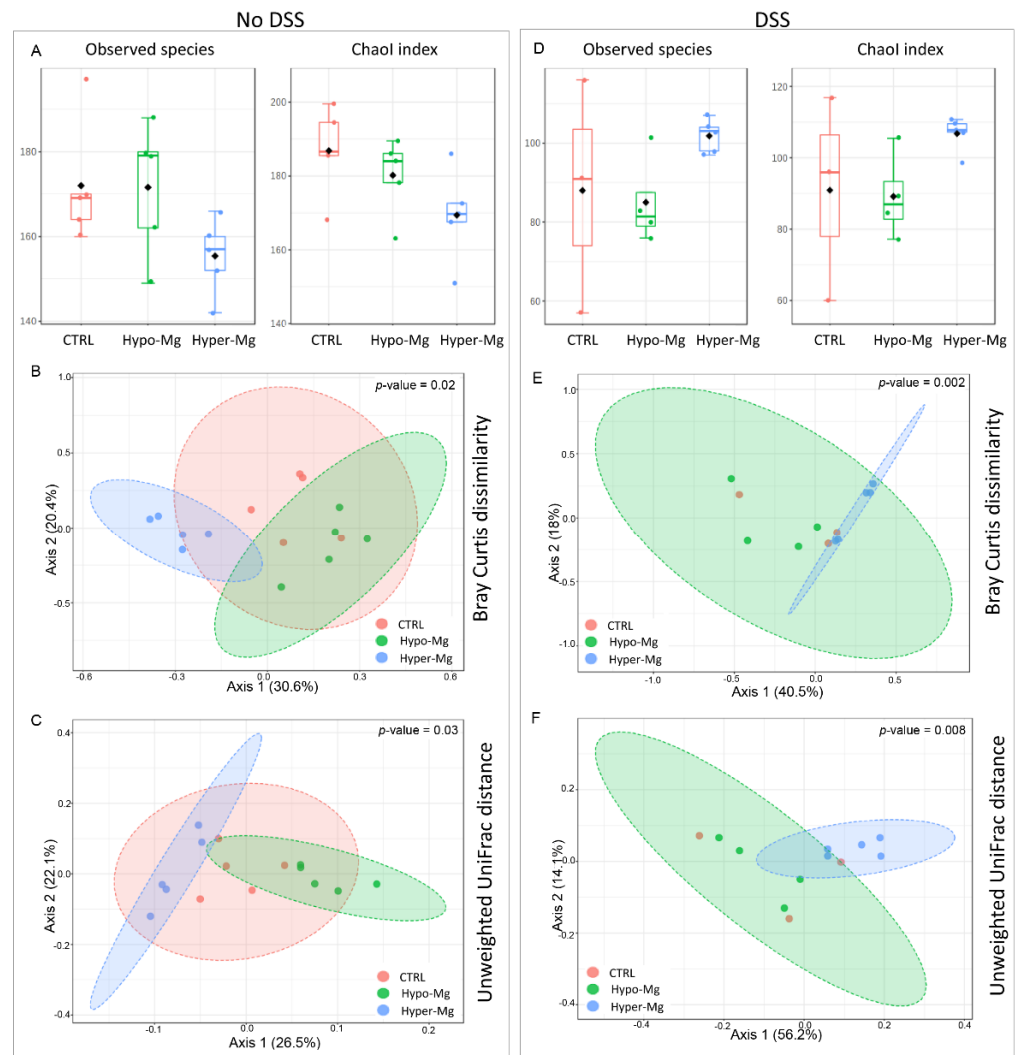 No DSS
DSS
A
Observed species
ChaoI index
200
180
180
160
160
140
140
CTRL
Hypo-Mg
Hyper-Mg
CTRL
Hypo-Mg
Hyper-Mg
D
Observed species
ChaoI index
120
100
100
80
80
60
60
CTRL
Hypo-Mg
Hyper-Mg
CTRL
Hypo-Mg
Hyper-Mg
B
p-value = 0.02
1.0
0.5
0.0
-0.5
Axis 2 (20.4%)
CTRL
Hypo-Mg
Hyper-Mg
-0.6
-0.3
0.0
0.3
0.6
Axis 1 (30.6%)
Bray Curtis dissimilarity
E
p-value = 0.002
1.0
0.5
0.0
-0.5
-1.0
Axis 2 (18%)
CTRL
Hypo-Mg
Hyper-Mg
-1.0
-0.5
0.0
0.5
Axis 1 (40.5%)
Bray Curtis dissimilarity
C
p-value = 0.03
0.4
0.2
0.0
-0.2
-0.4
Axis 2 (22.1%)
CTRL
Hypo-Mg
Hyper-Mg
-0.1
0.0
0.1
0.2
Axis 1 (26.5%)
Unweighted UniFrac distance
F
p-value = 0.008
0.4
0.2
0.0
-0.2
-0.4
Axis 2 (14.1%)
CTRL
Hypo-Mg
Hyper-Mg
-0.4
-0.2
0.0
0.2
0.4
Axis 1 (56.2%)
Unweighted UniFrac distance